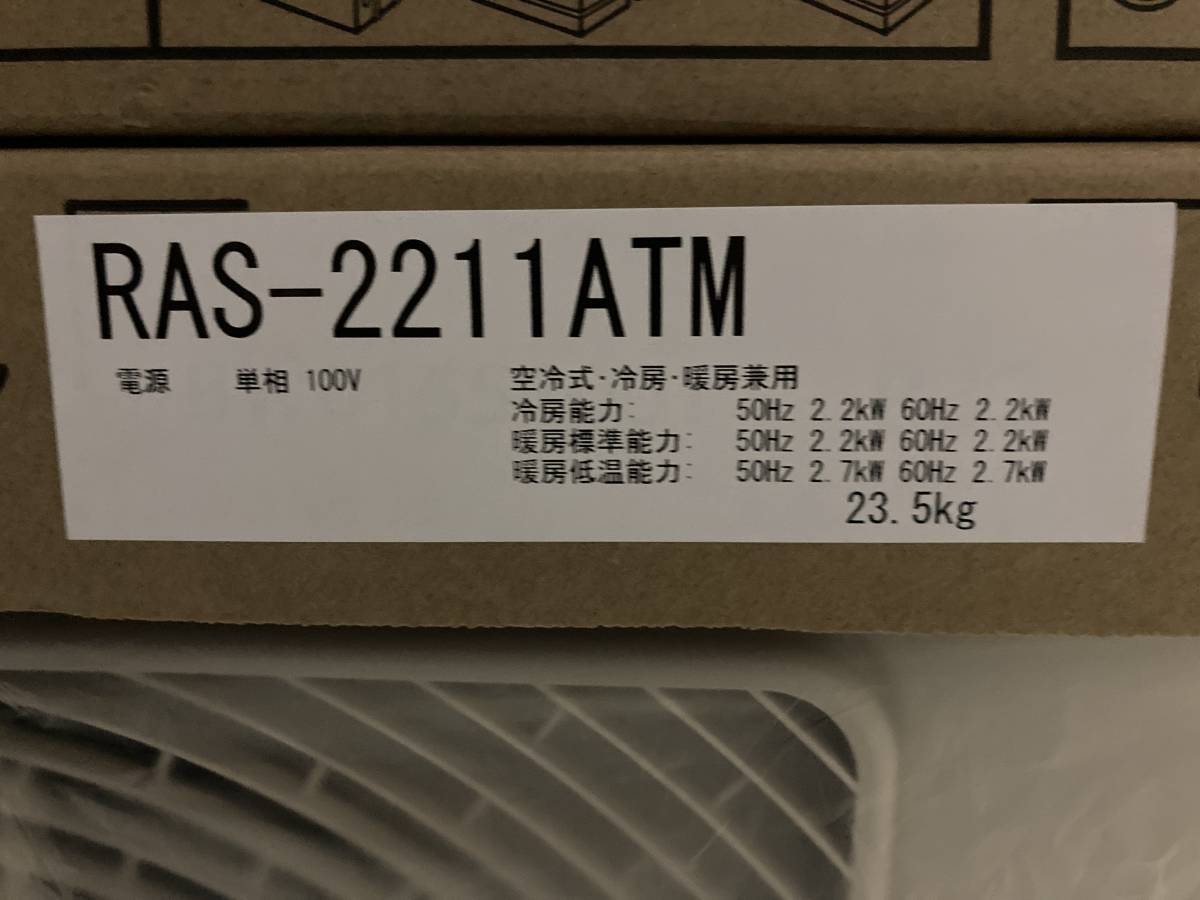 RAS-2211ATM
電源 単相 100V
空冷式・冷房・暖房兼用
冷房能力: 50Hz 2.2kW 60Hz 2.2kW
暖房標準能力: 50Hz 2.2kW 60Hz 2.2kW
暖房低温能力: 50Hz 2.7kW 60Hz 2.7kW
23.5kg